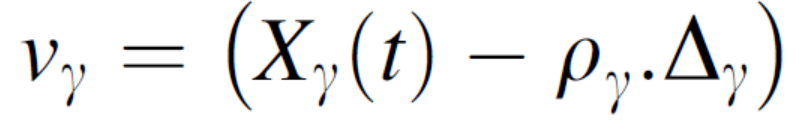 v_γ = (X_γ(t) − ρ_γ.Δ_γ)